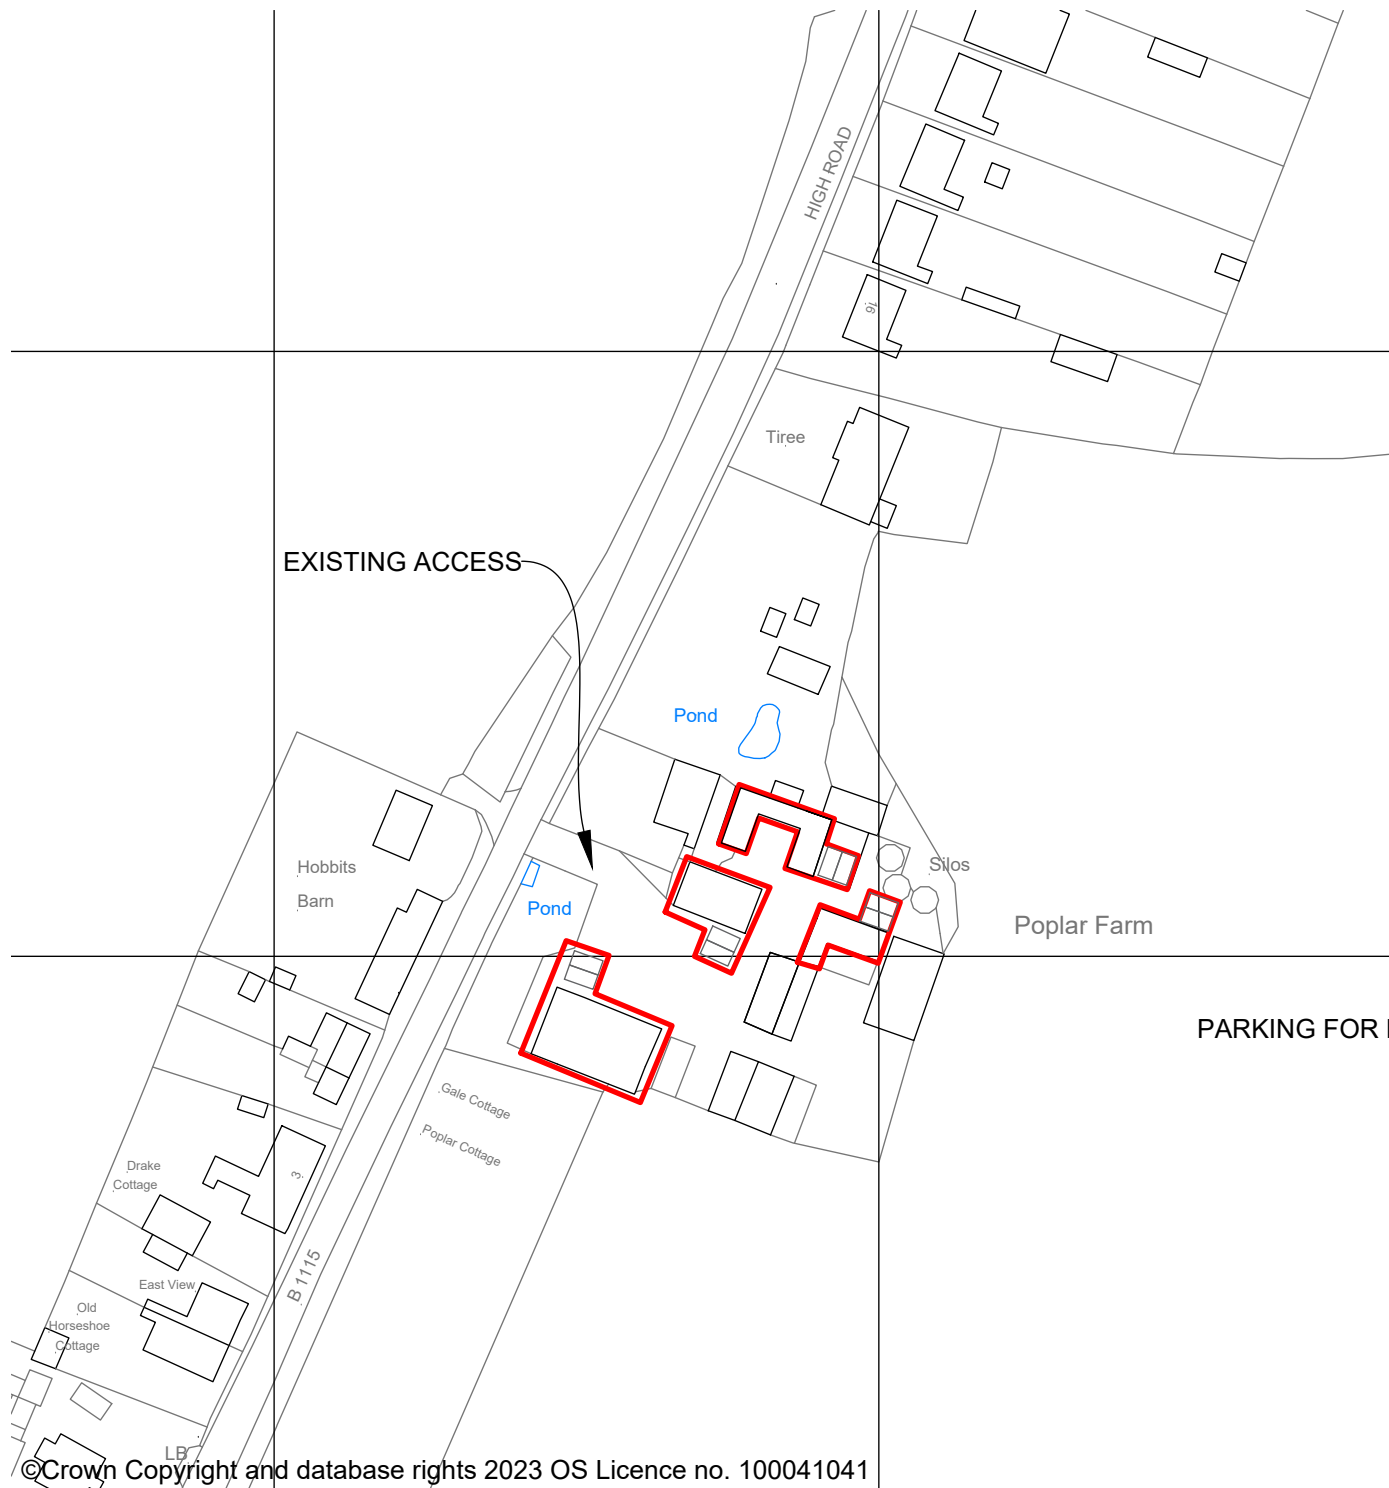 HIGH ROAD
16
Tiree
EXISTING ACCESS
Pond
Hobbits
Barn
Silos
Pond
Poplar Farm
PARKING FOR
Gale Cottage
Poplar Cottage
Drake
Cottage
3
B 1115
East View
Old
Horseshoe
Cottage
LB
©Crown Copyright and database rights 2023 OS Licence no. 100041041